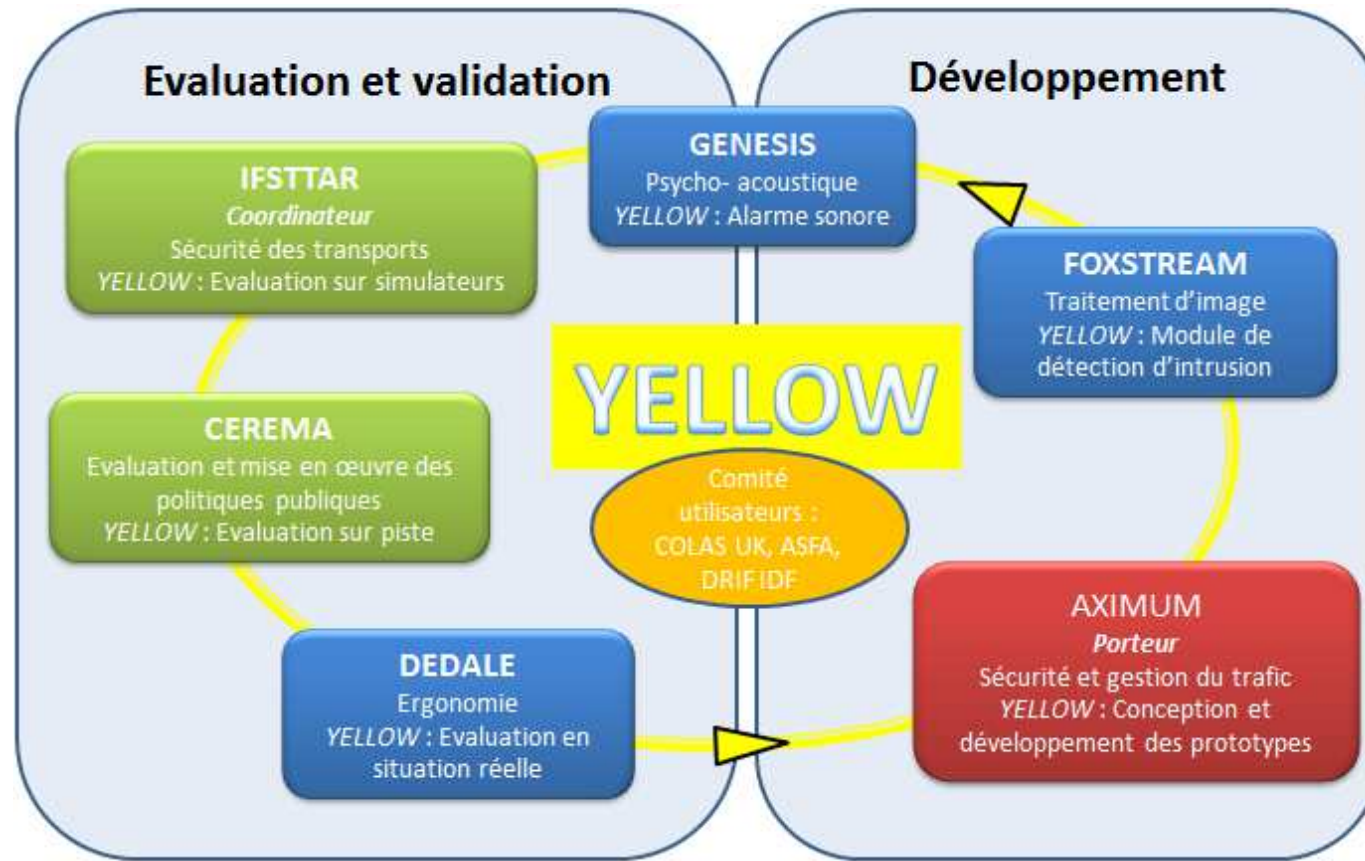 Evaluation et validation
Développement
GENESIS
Psycho- acoustique
YELLOW : Alarme sonore
IFSTTAR
Coordinateur
Sécurité des transports
YELLOW : Evaluation sur simulateurs
FOXSTREAM
Traitement d’image
YELLOW : Module de
détection d’intrusion
YELLOW
CEREMA
Evaluation et mise en œuvre des
politiques publiques
YELLOW : Evaluation sur piste
Comité
utilisateurs :
COLAS UK, ASFA,
DRIF IDF
AXIMUM
Porteur
Sécurité et gestion du trafic
YELLOW : Conception et
développement des prototypes
DEDALE
Ergonomie
YELLOW : Evaluation en
situation réelle